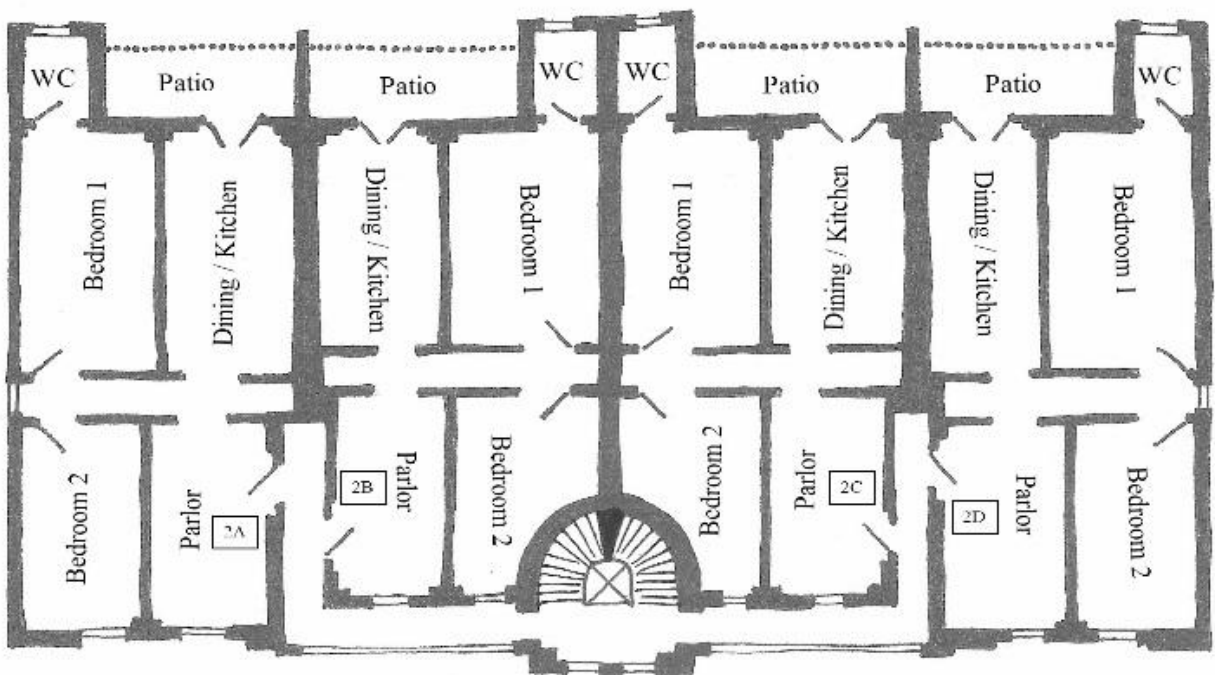 WC
Patio
Patio
WC
WC
Patio
Patio
WC
Bedroom 1
Dining / Kitchen
Dining /
Kitchen
Bedroom 1
Bedroom 1
Dining / Kitchen
Dining /
Kitchen
Bedroom 1
Bedroom 2
Parlor
2A
2B
Parlor
Bedroom 2
Bedroom 2
Parlor
2C
2D
Parlor
Bedroom 2